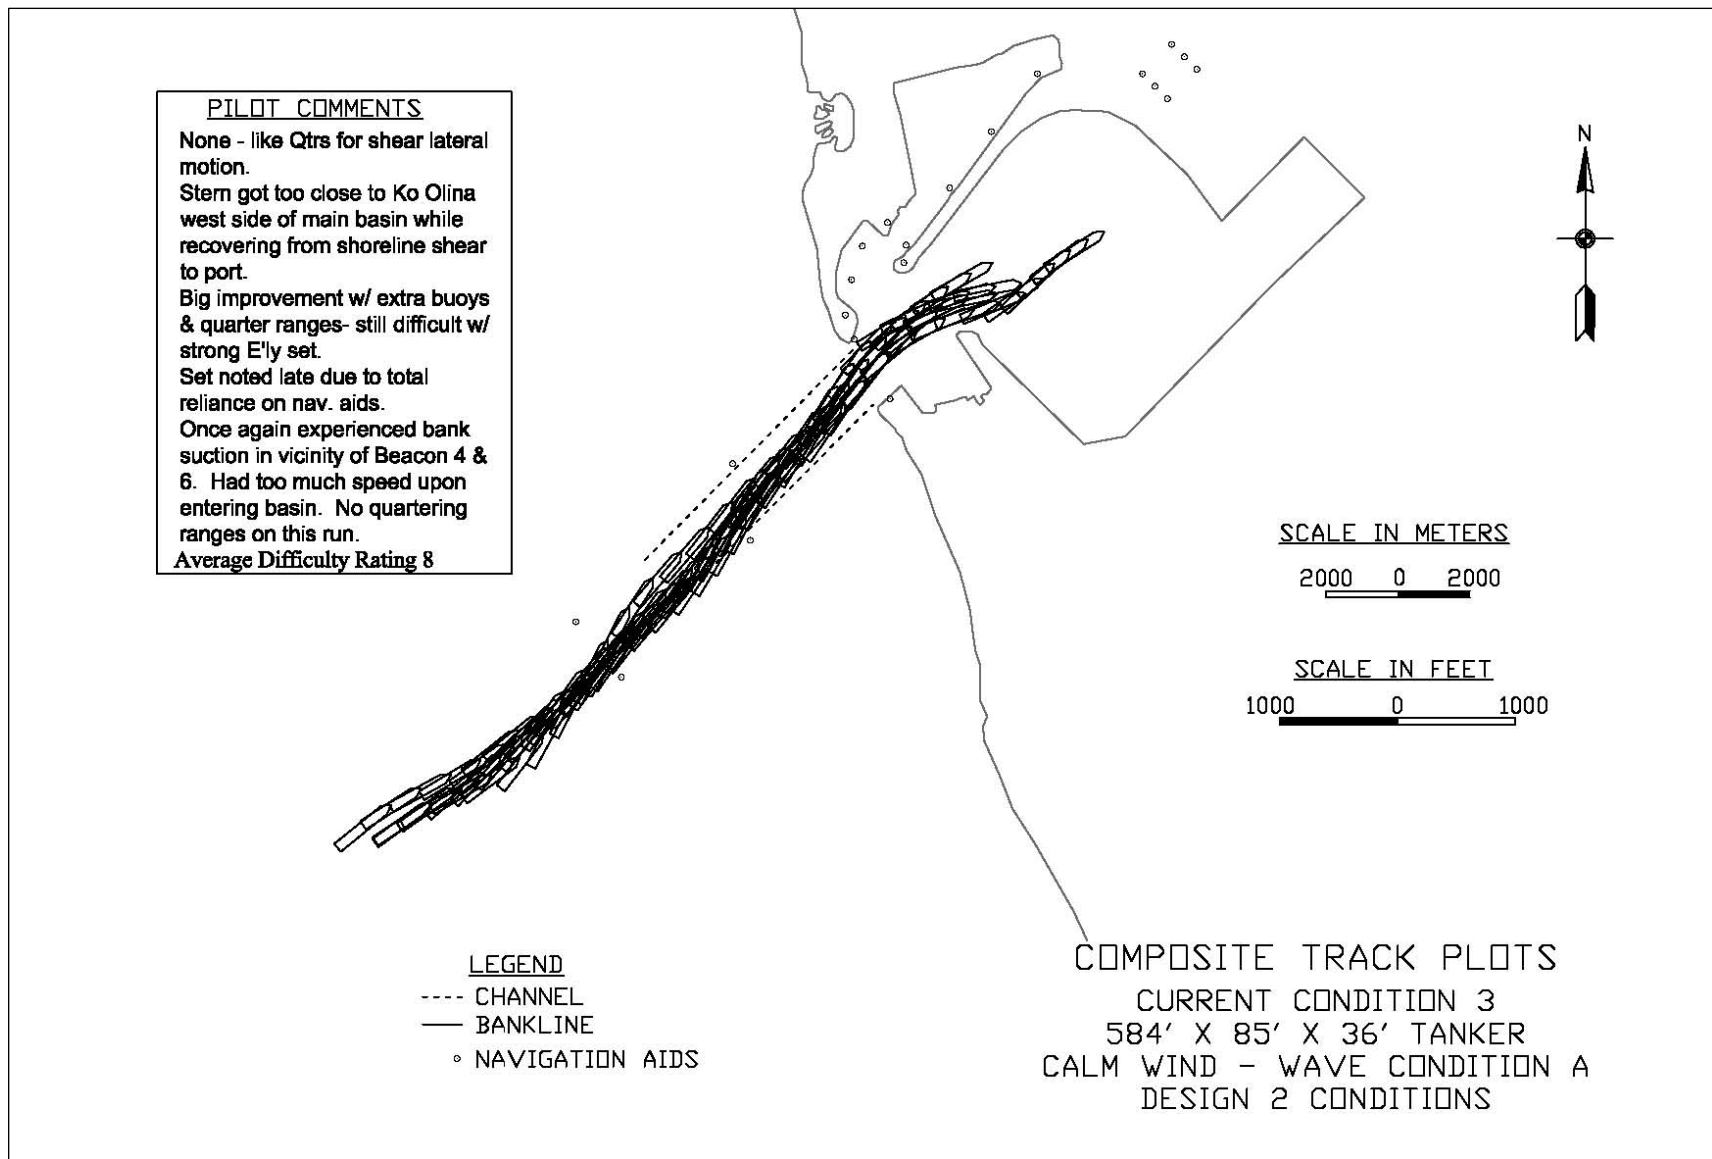 PILOT COMMENTS
None - like Qtrs for shear lateral
motion.
Stern got too close to Ko Olina
west side of main basin while
recovering from shoreline shear
to port.
Big improvement w/ extra buoys
& quarter ranges- still difficult w/
strong E'ly set.
Set noted late due to total
reliance on nav. aids.
Once again experienced bank
suction in vicinity of Beacon 4 &
6. Had too much speed upon
entering basin. No quartering
ranges on this run.
Average Difficulty Rating 8
N
SCALE IN METERS
2000 0 2000
SCALE IN FEET
1000 0 1000
LEGEND
CHANNEL
BANKLINE
NAVIGATION AIDS
COMPOSITE TRACK PLOTS
CURRENT CONDITION 3
584' X 85' X 36' TANKER
CALM WIND - WAVE CONDITION A
DESIGN 2 CONDITIONS